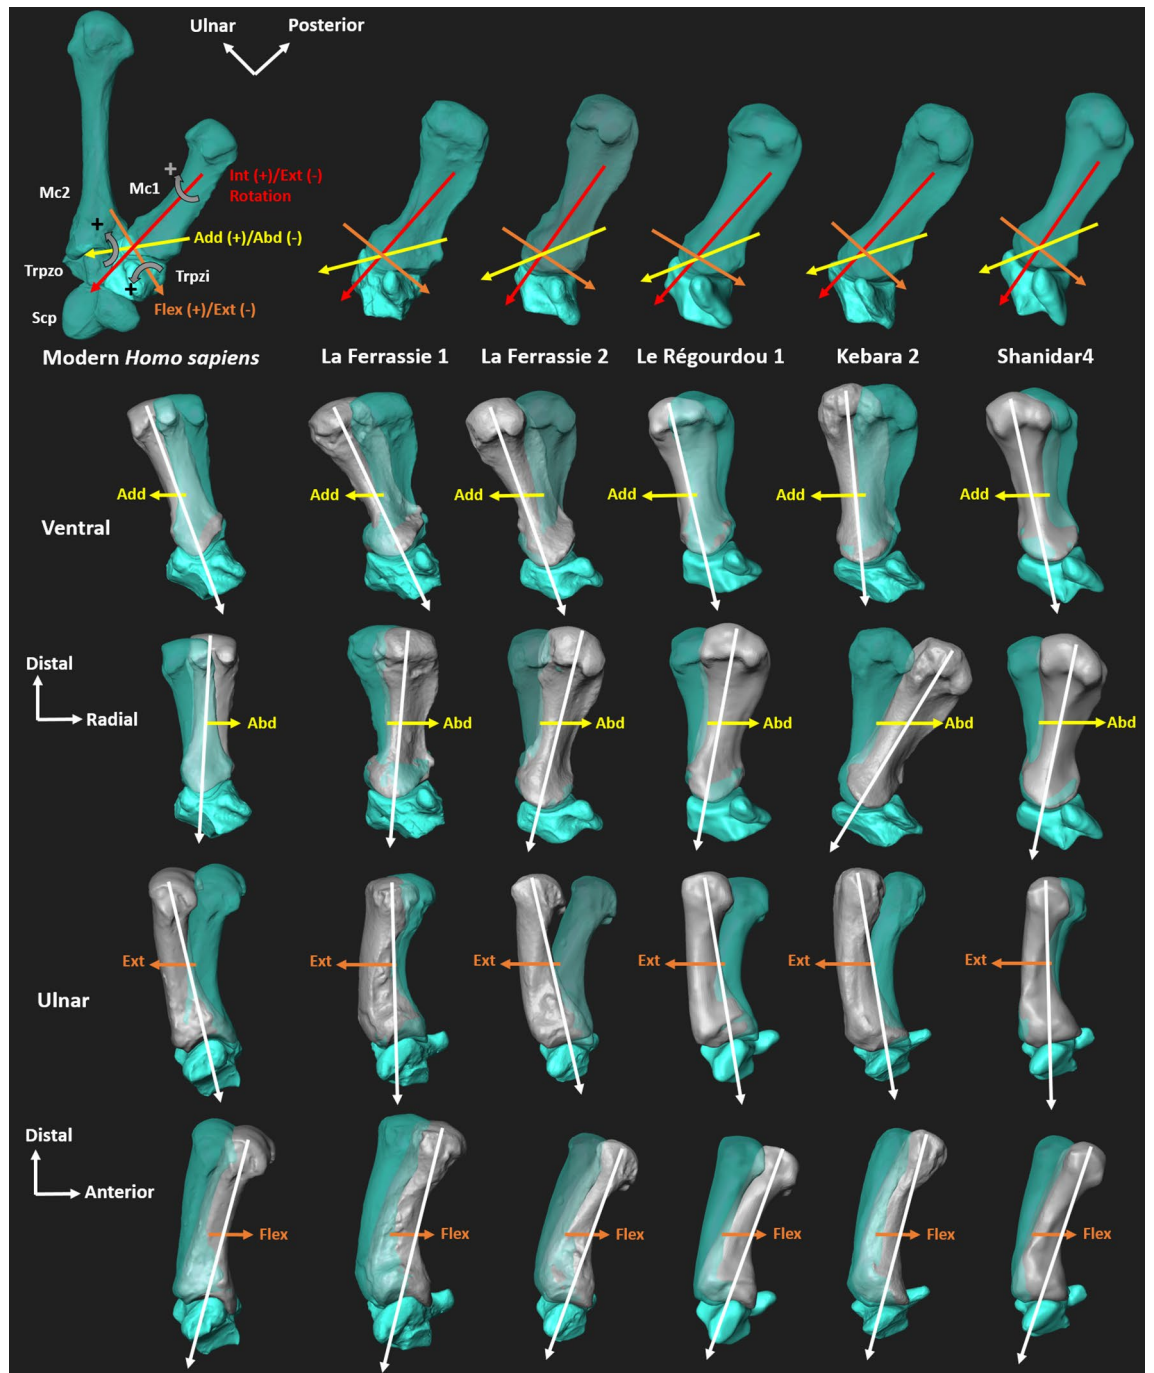 Ulnar
Posterior
+
Mc2
Mc1
Int (+)/Ext (-)
Rotation
+
Add (+)/Abd (-)
Trpzo
Trpzi
+
Flex (+)/Ext (-)
Scp
Modern Homo sapiens
La Ferrassie 1
La Ferrassie 2
Le Régourdou 1
Kebara 2
Shanidar4
Add
Add
Add
Add
Add
Add
Ventral
Distal
Radial
Abd
Abd
Abd
Abd
Abd
Abd
Ext
Ext
Ext
Ext
Ext
Ext
Ulnar
Distal
Anterior
Flex
Flex
Flex
Flex
Flex
Flex